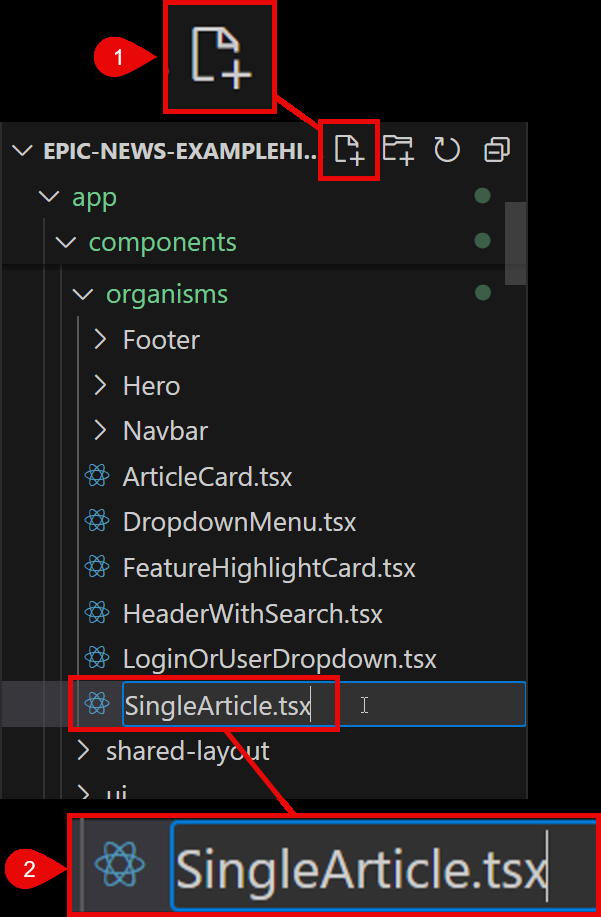 1
EPIC-NEWS-EXAMPLEHI...
app
components
organisms
Footer
Hero
Navbar
ArticleCard.tsx
DropdownMenu.tsx
FeatureHighlightCard.tsx
HeaderWithSearch.tsx
LoginOrUserDropdown.tsx
SingleArticle.tsx
shared-layout
ui
2
SingleArticle.tsx